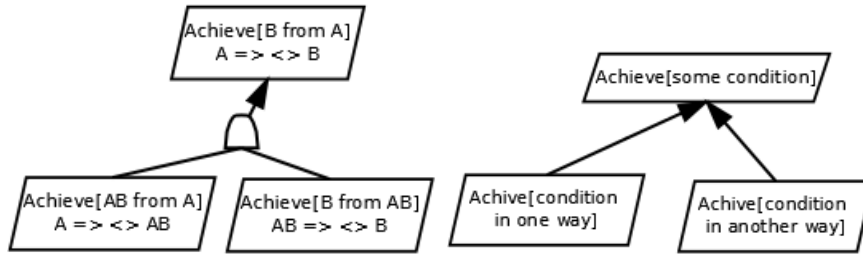 Achieve[B from A]
A = > < > B
Achieve[some condition]
Achieve[AB from A]
A = > < > AB
Achieve[B from AB]
AB = > < > B
Achive[condition
in one way]
Achive[condition
in another way]